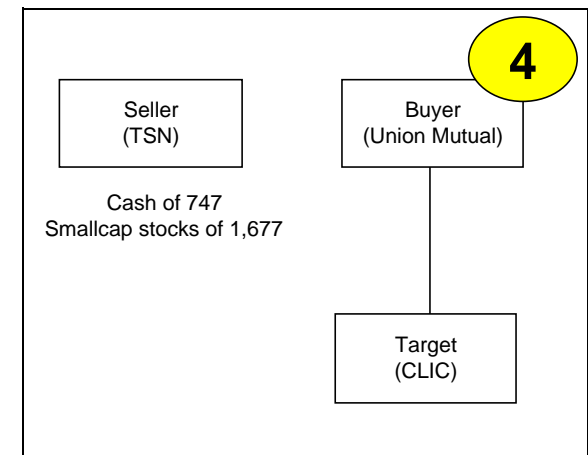 4
Seller
(TSN)
Buyer
(Union Mutual)
Cash of 747
Smallcap stocks of 1,677
Target
(CLIC)